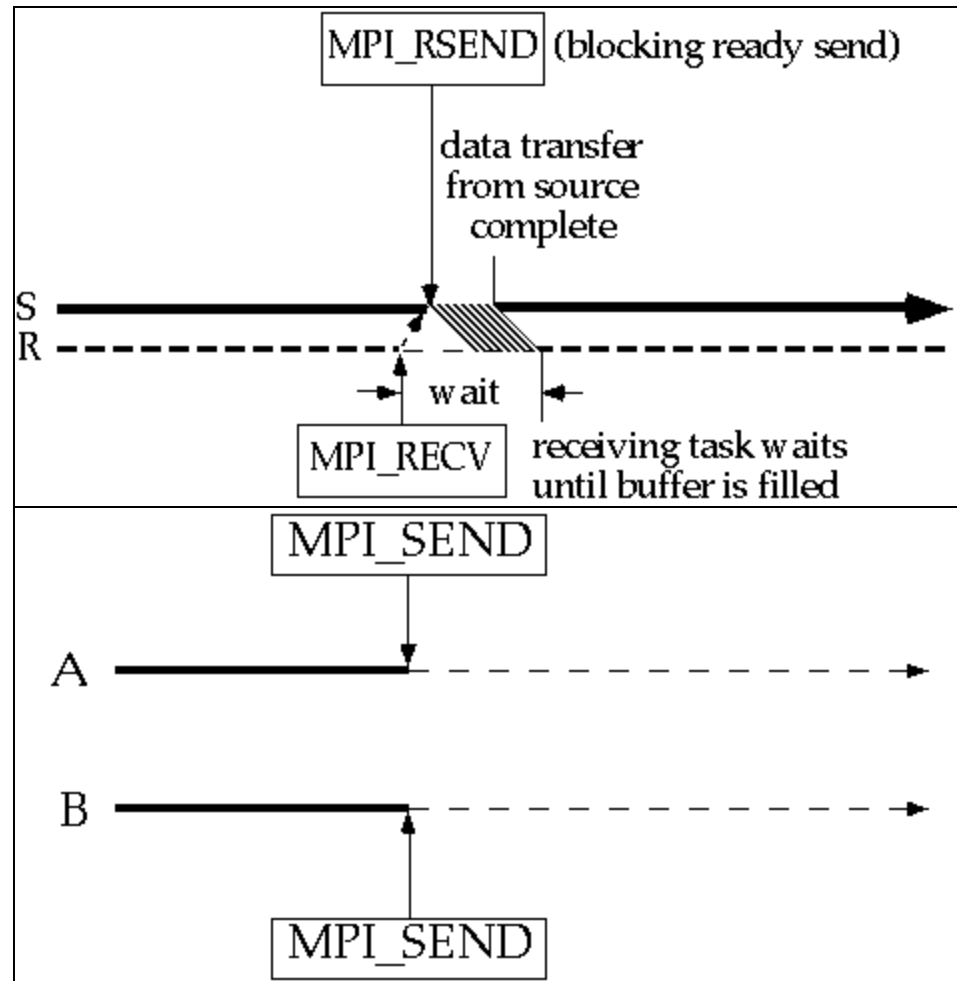 MPI_RSEND (blocking ready send)
data transfer
from source
complete
S
R
wait
MPI_RECV
receiving task waits
until buffer is filled
MPI_SEND
A
B
MPI_SEND